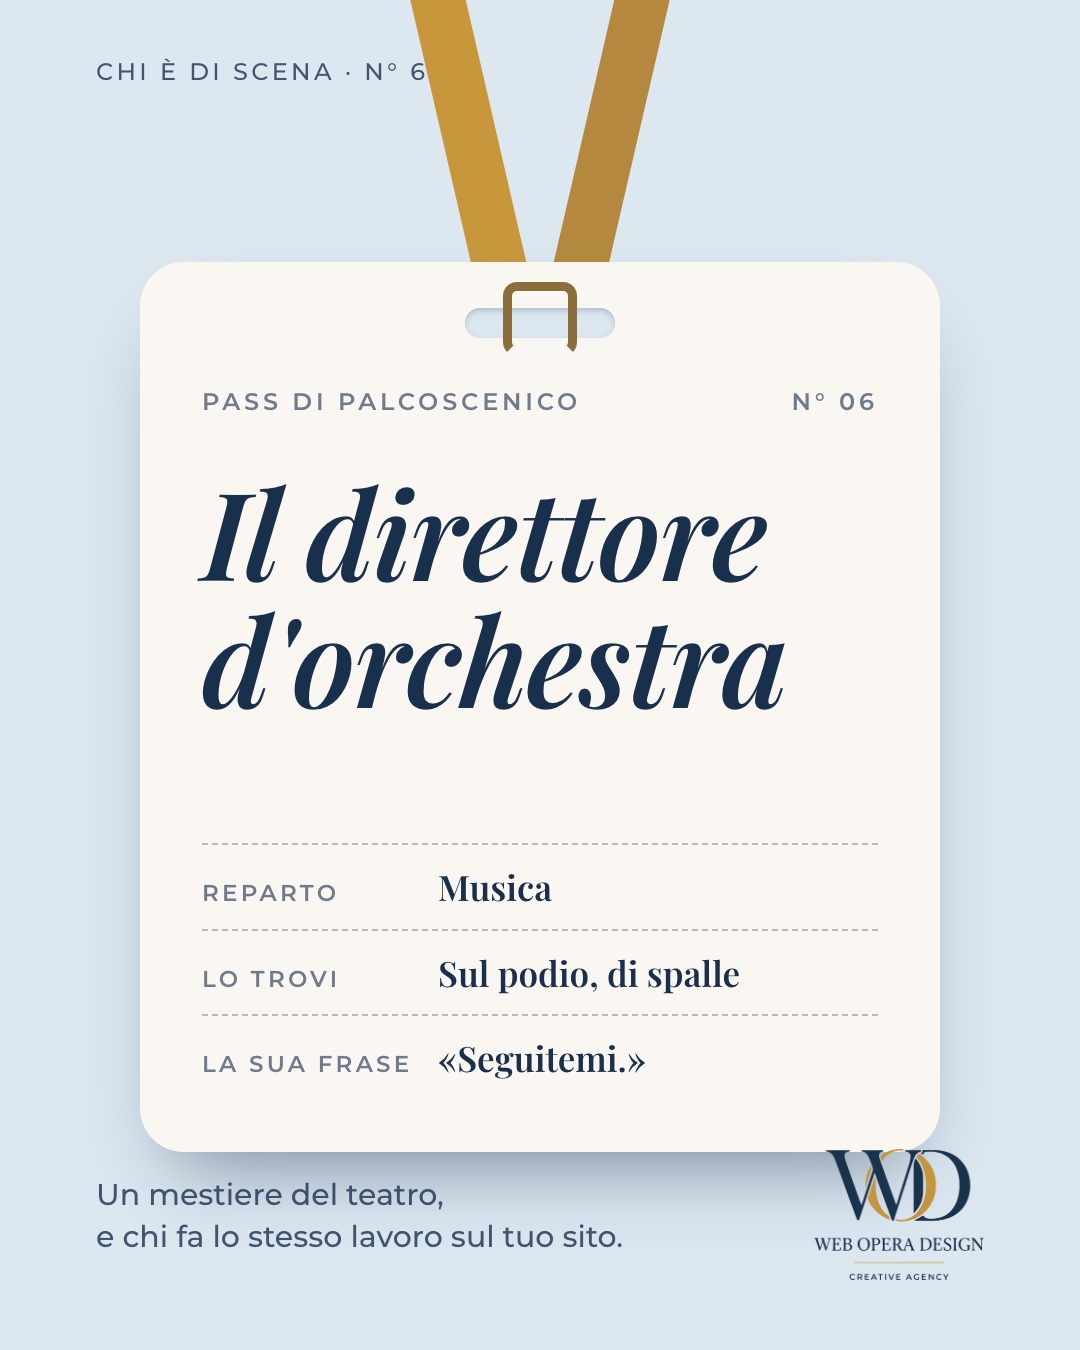 CHI È DI SCENA · N° 6
PASS DI PALCOSCENICO
N° 06
Il direttore
d'orchestra
REPARTO Musica
LO TROVI Sul podio, di spalle
LA SUA FRASE «Seguitemi.»
Un mestiere del teatro,
e chi fa lo stesso lavoro sul tuo sito.
WOD
WEB OPERA DESIGN
CREATIVE AGENCY